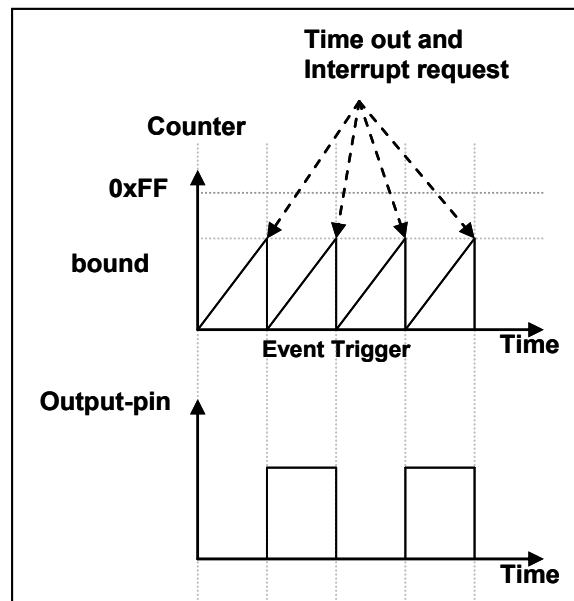 Time out and
Interrupt request
Counter
0xFF
bound
Time
Event Trigger
Output-pin
Time